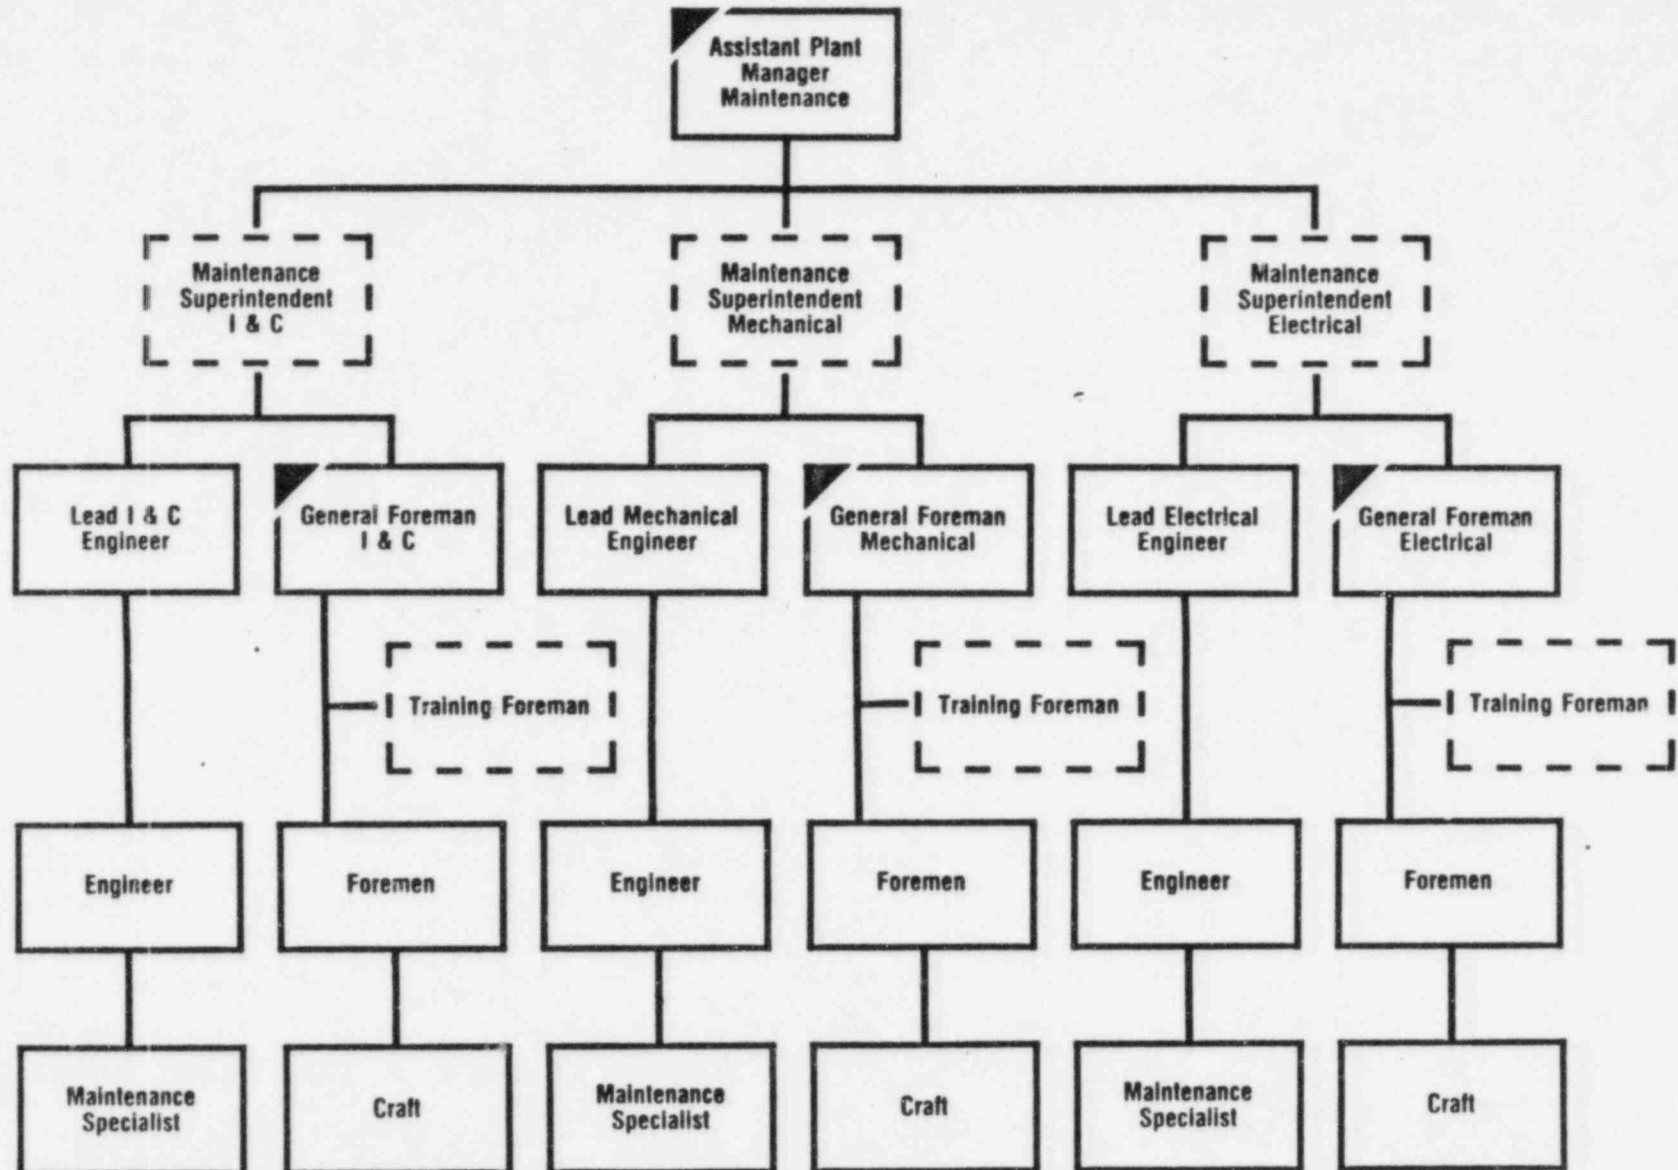 Assistant Plant
Manager
Maintenance
Maintenance
Superintendent
I & C
Maintenance
Superintendent
Mechanical
Maintenance
Superintendent
Electrical
Lead I & C
Engineer
General Foreman
I & C
Lead Mechanical
Engineer
General Foreman
Mechanical
Lead Electrical
Engineer
General Foreman
Electrical
Training Foreman
Training Foreman
Training Foreman
Engineer
Foremen
Engineer
Foremen
Engineer
Foremen
Maintenance
Specialist
Craft
Maintenance
Specialist
Craft
Maintenance
Specialist
Craft